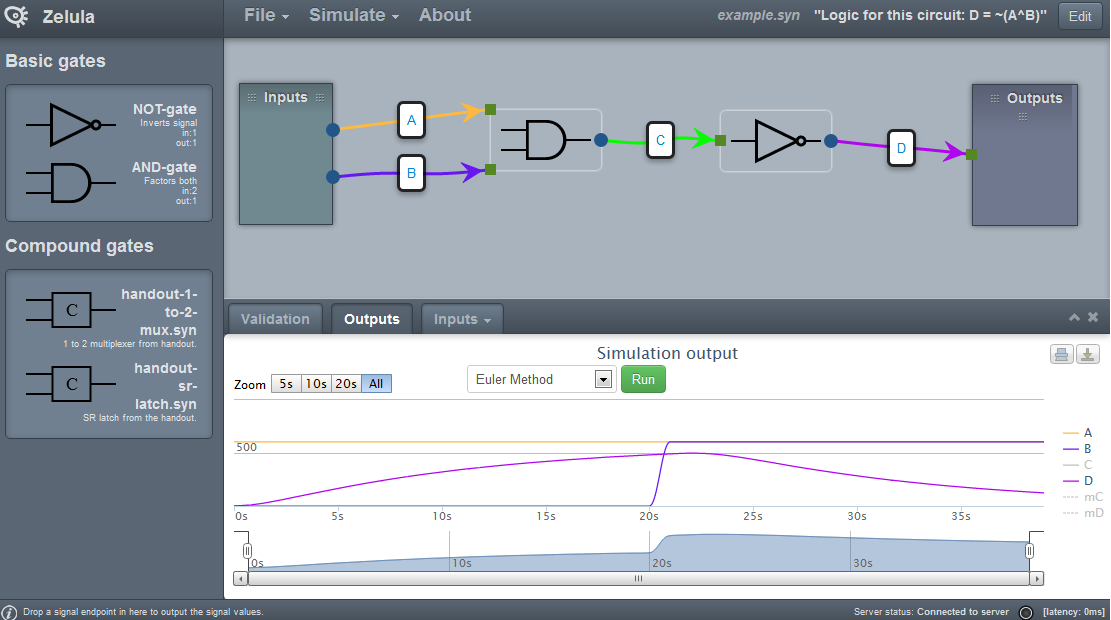 Zelula
File Simulate About
example.syn "Logic for this circuit: D = ~(A^B)" Edit
Basic gates
NOT-gate
Inverts signal
in:1
out:1
AND-gate
Factors both
in:2
out:1
Compound gates
C
handout-1-
to-2-
mux.syn
1 to 2 multiplexer from handout.
C
handout-
sr-
latch.syn
SR latch from the handout.
Inputs
A
B
C
D
Outputs
Validation Outputs Inputs
Simulation output
Zoom 5s 10s 20s All
Euler Method Run
500
0s 5s 10s 15s 20s 25s 30s 35s
A
B
C
D
mC
mD
0s 10s 20s 30s
Drop a signal endpoint in here to output the signal values.
Server status: Connected to server [latency: 0ms]